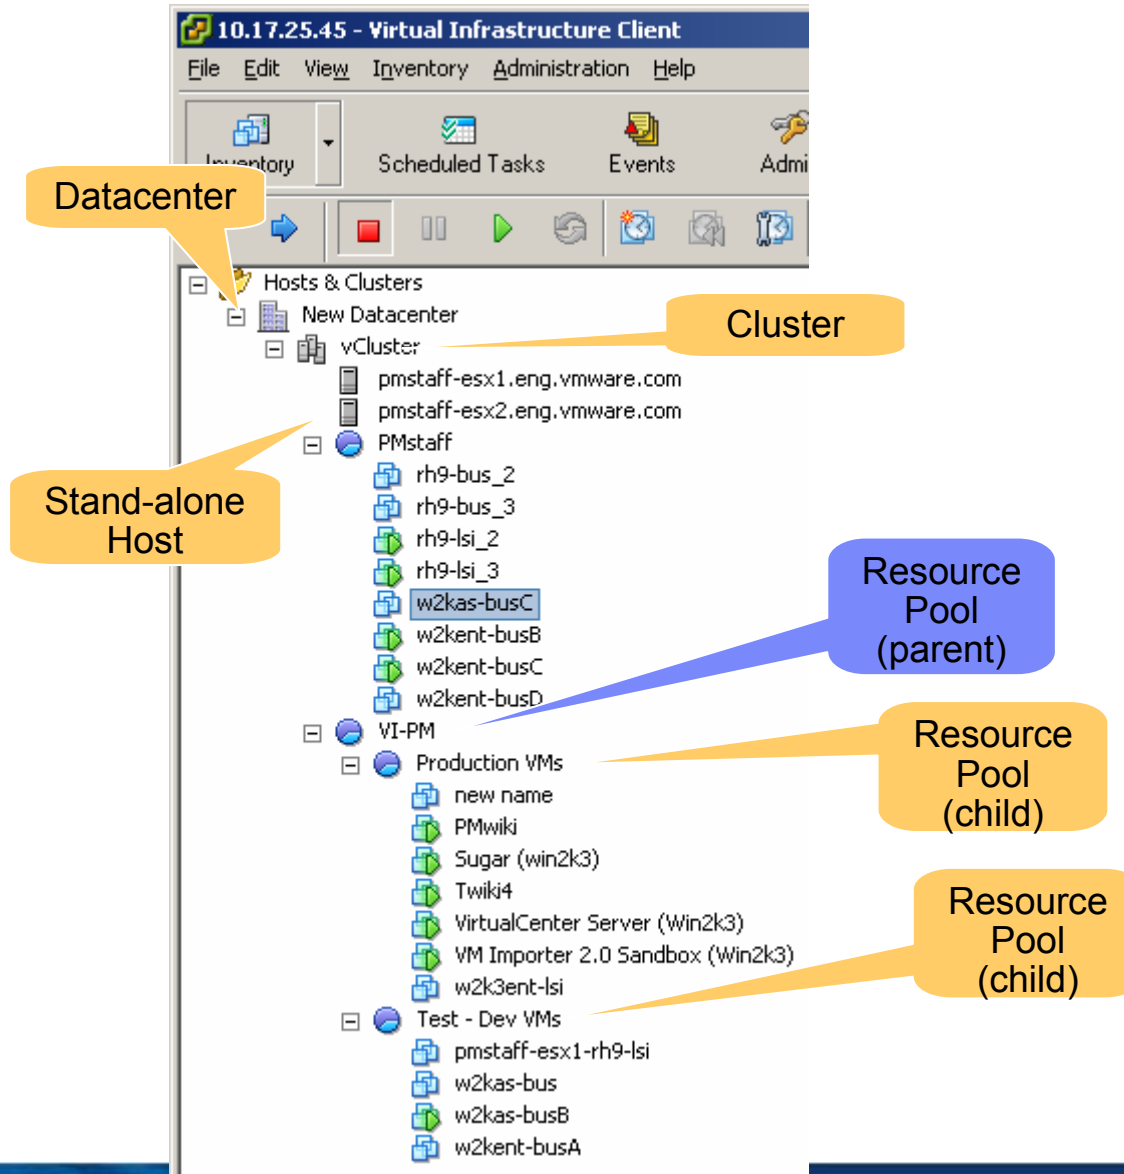 10.17.25.45 - Virtual Infrastructure Client
File Edit View Inventory Administration Help
Inventory Scheduled Tasks Events Admi
Datacenter
Hosts & Clusters
New Datacenter
Cluster
vCluster
pmstaff-esx1.eng.vmware.com
pmstaff-esx2.eng.vmware.com
PMstaff
Stand-alone
Host
rh9-bus_2
rh9-bus_3
rh9-lsi_2
rh9-lsi_3
w2kas-busC
w2kent-busB
w2kent-busC
w2kent-busD
Resource
Pool
(parent)
VI-PM
Production VMs
Resource
Pool
(child)
new name
PMwiki
Sugar (win2k3)
Twiki4
VirtualCenter Server (Win2k3)
VM Importer 2.0 Sandbox (Win2k3)
w2k3ent-lsi
Resource
Pool
(child)
Test - Dev VMs
pmstaff-esx1-rh9-lsi
w2kas-bus
w2kas-busB
w2kent-busA